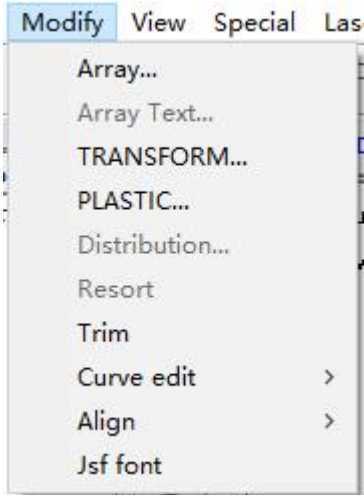 Modify View Special Las
Array...
Array Text...
TRANSFORM...
PLASTIC...
Distribution...
Resort
Trim
Curve edit >
Align >
Jsf font